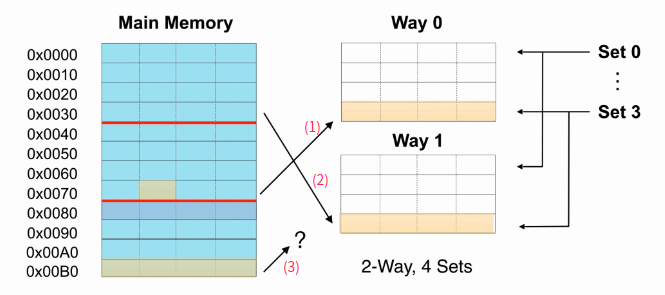 Main Memory
0x0000
0x0010
0x0020
0x0030
0x0040
0x0050
0x0060
0x0070
0x0080
0x0090
0x00A0
0x00B0
(1)
(2)
(3)
?
Way 0
Way 1
2-Way, 4 Sets
Set 0
⋮
Set 3